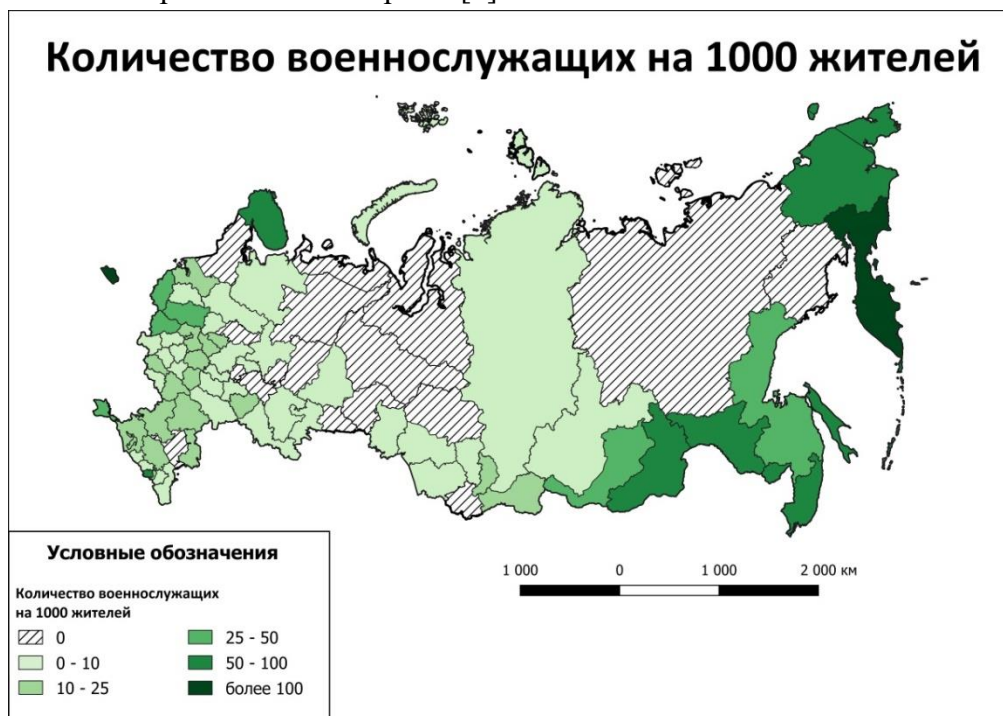 Количество военнослужащих на 1000 жителей
Условные обозначения
Количество военнослужащих
на 1000 жителей
0
0 - 10
10 - 25
25 - 50
50 - 100
более 100
1 000 0 1 000 2 000 км